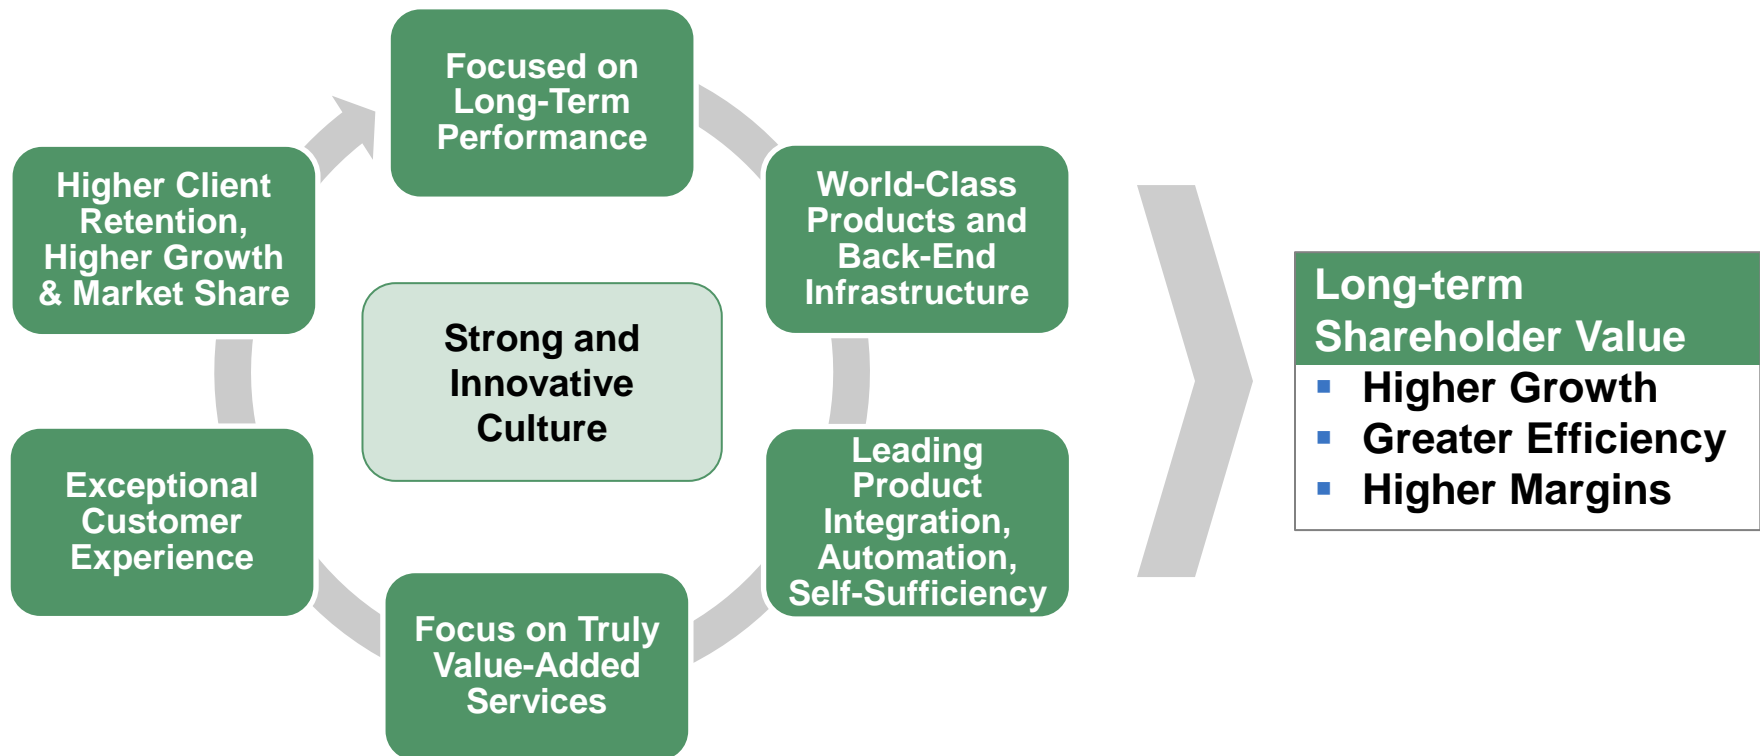 Focused on
Long-Term
Performance
World-Class
Products and
Back-End
Infrastructure
Leading
Product
Integration,
Automation,
Self-Sufficiency
Focus on Truly
Value-Added
Services
Exceptional
Customer
Experience
Higher Client
Retention,
Higher Growth
& Market Share
Strong and
Innovative
Culture
Long-term
Shareholder Value
▪ Higher Growth
▪ Greater Efficiency
▪ Higher Margins